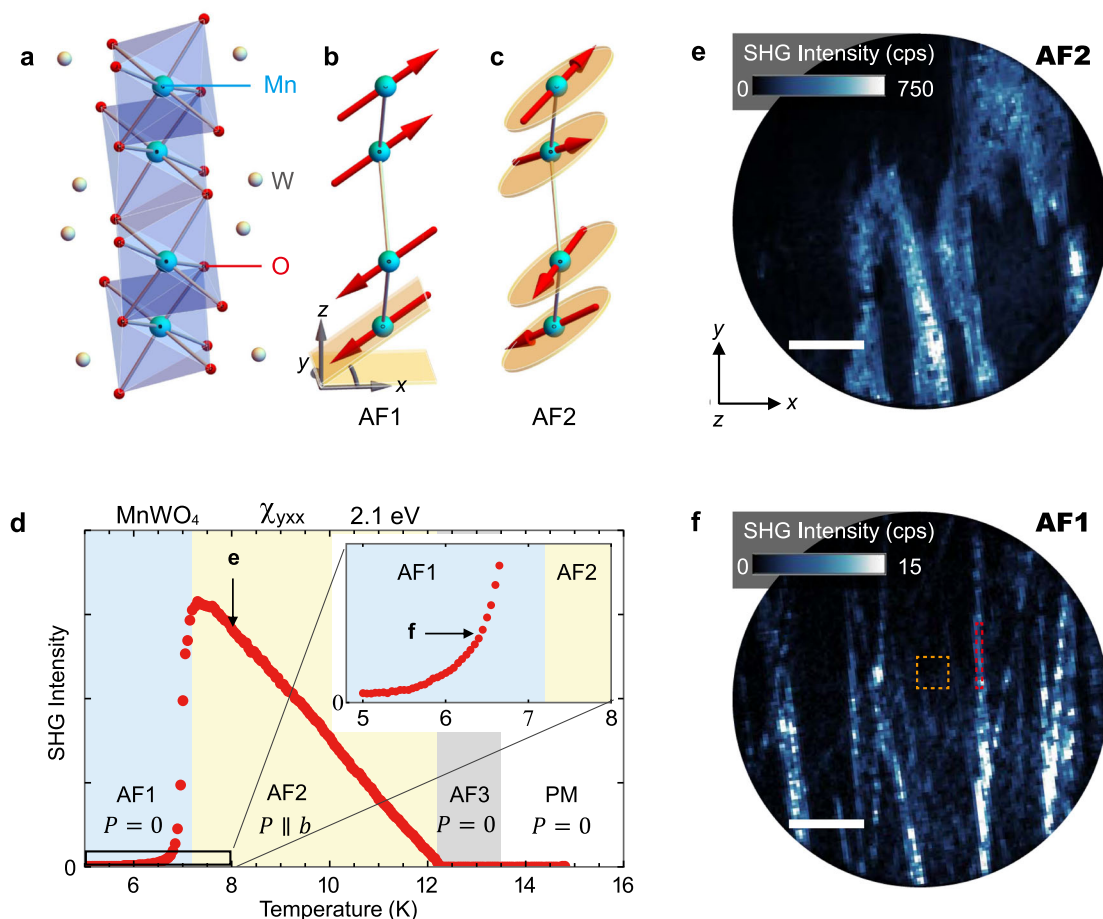 a
Mn
W
O
b
z
y
x
AF1
c
AF2
e
SHG Intensity (cps)
0 750
AF2
y
x
z
d
MnWO₄ χyxx 2.1 eV
SHG Intensity
e
AF1
P = 0
AF2
P ∥ b
AF3
P = 0
PM
P = 0
0
6 8 10 12 14 16
Temperature (K)
AF1
AF2
f
0
5 6 7 8
f
SHG Intensity (cps)
0 15
AF1